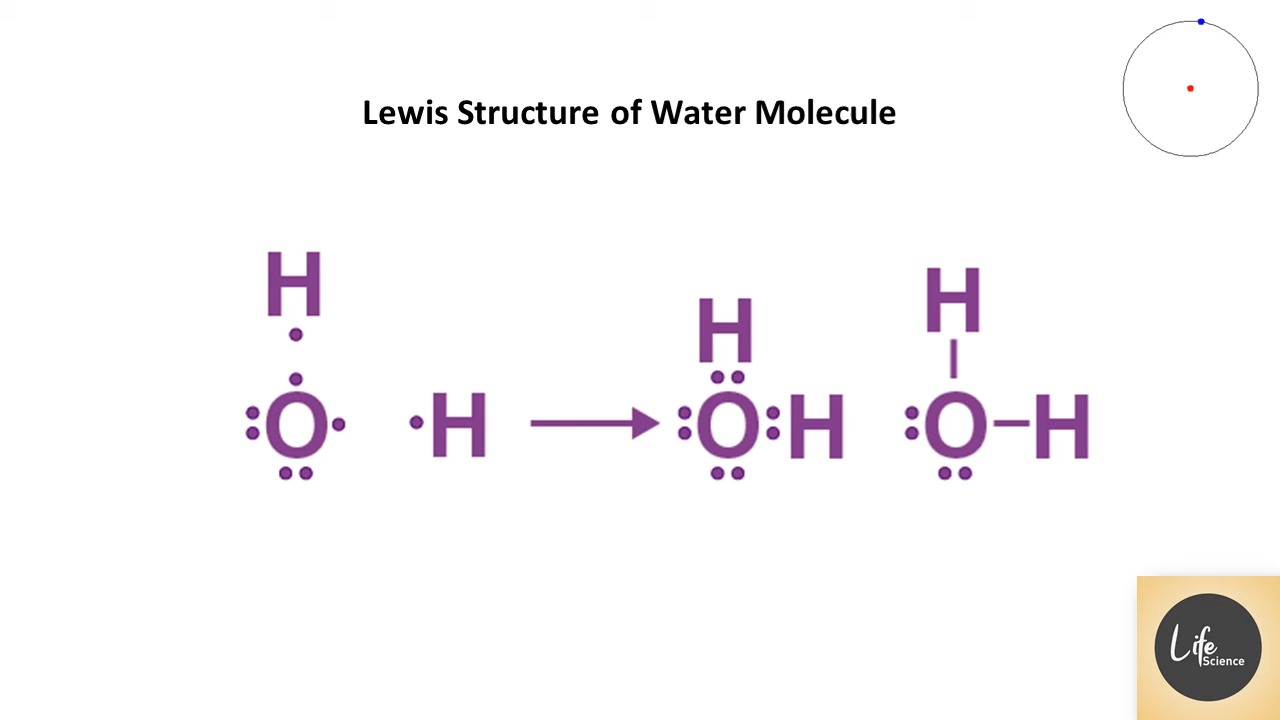 Lewis Structure of Water Molecule
H
O
H
H
O H
H
O–H
Life
Science